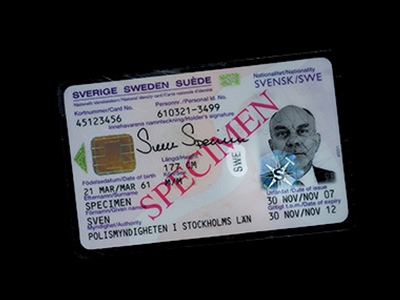 SVERIGE SWEDEN SUÈDE
Nationellt identitetskort/National identity card/Carte nationale d'identité
Nationalitet/Nationality
SVENSK/SWE
Kortnummer/Card No.
Personnr./Personal Id No.
45123456
610321-3499
Innehavarens namnteckning/Holder's signature
Sven Specimen
SPECIMEN
Längd/Height
177 CM
Kön/Sex
M/M
SWE
Födelsedatum/Date of birth
21 MAR/MAR 61
Efternamn/Surname
SPECIMEN
Förnamn/Given names
SVEN
Myndighet/Authority
POLISMYNDIGHETEN I STOCKHOLMS LÄN
Utfärdat/Date of issue
30 NOV/NOV 07
Giltigt t.o.m./Date of expiry
30 NOV/NOV 12